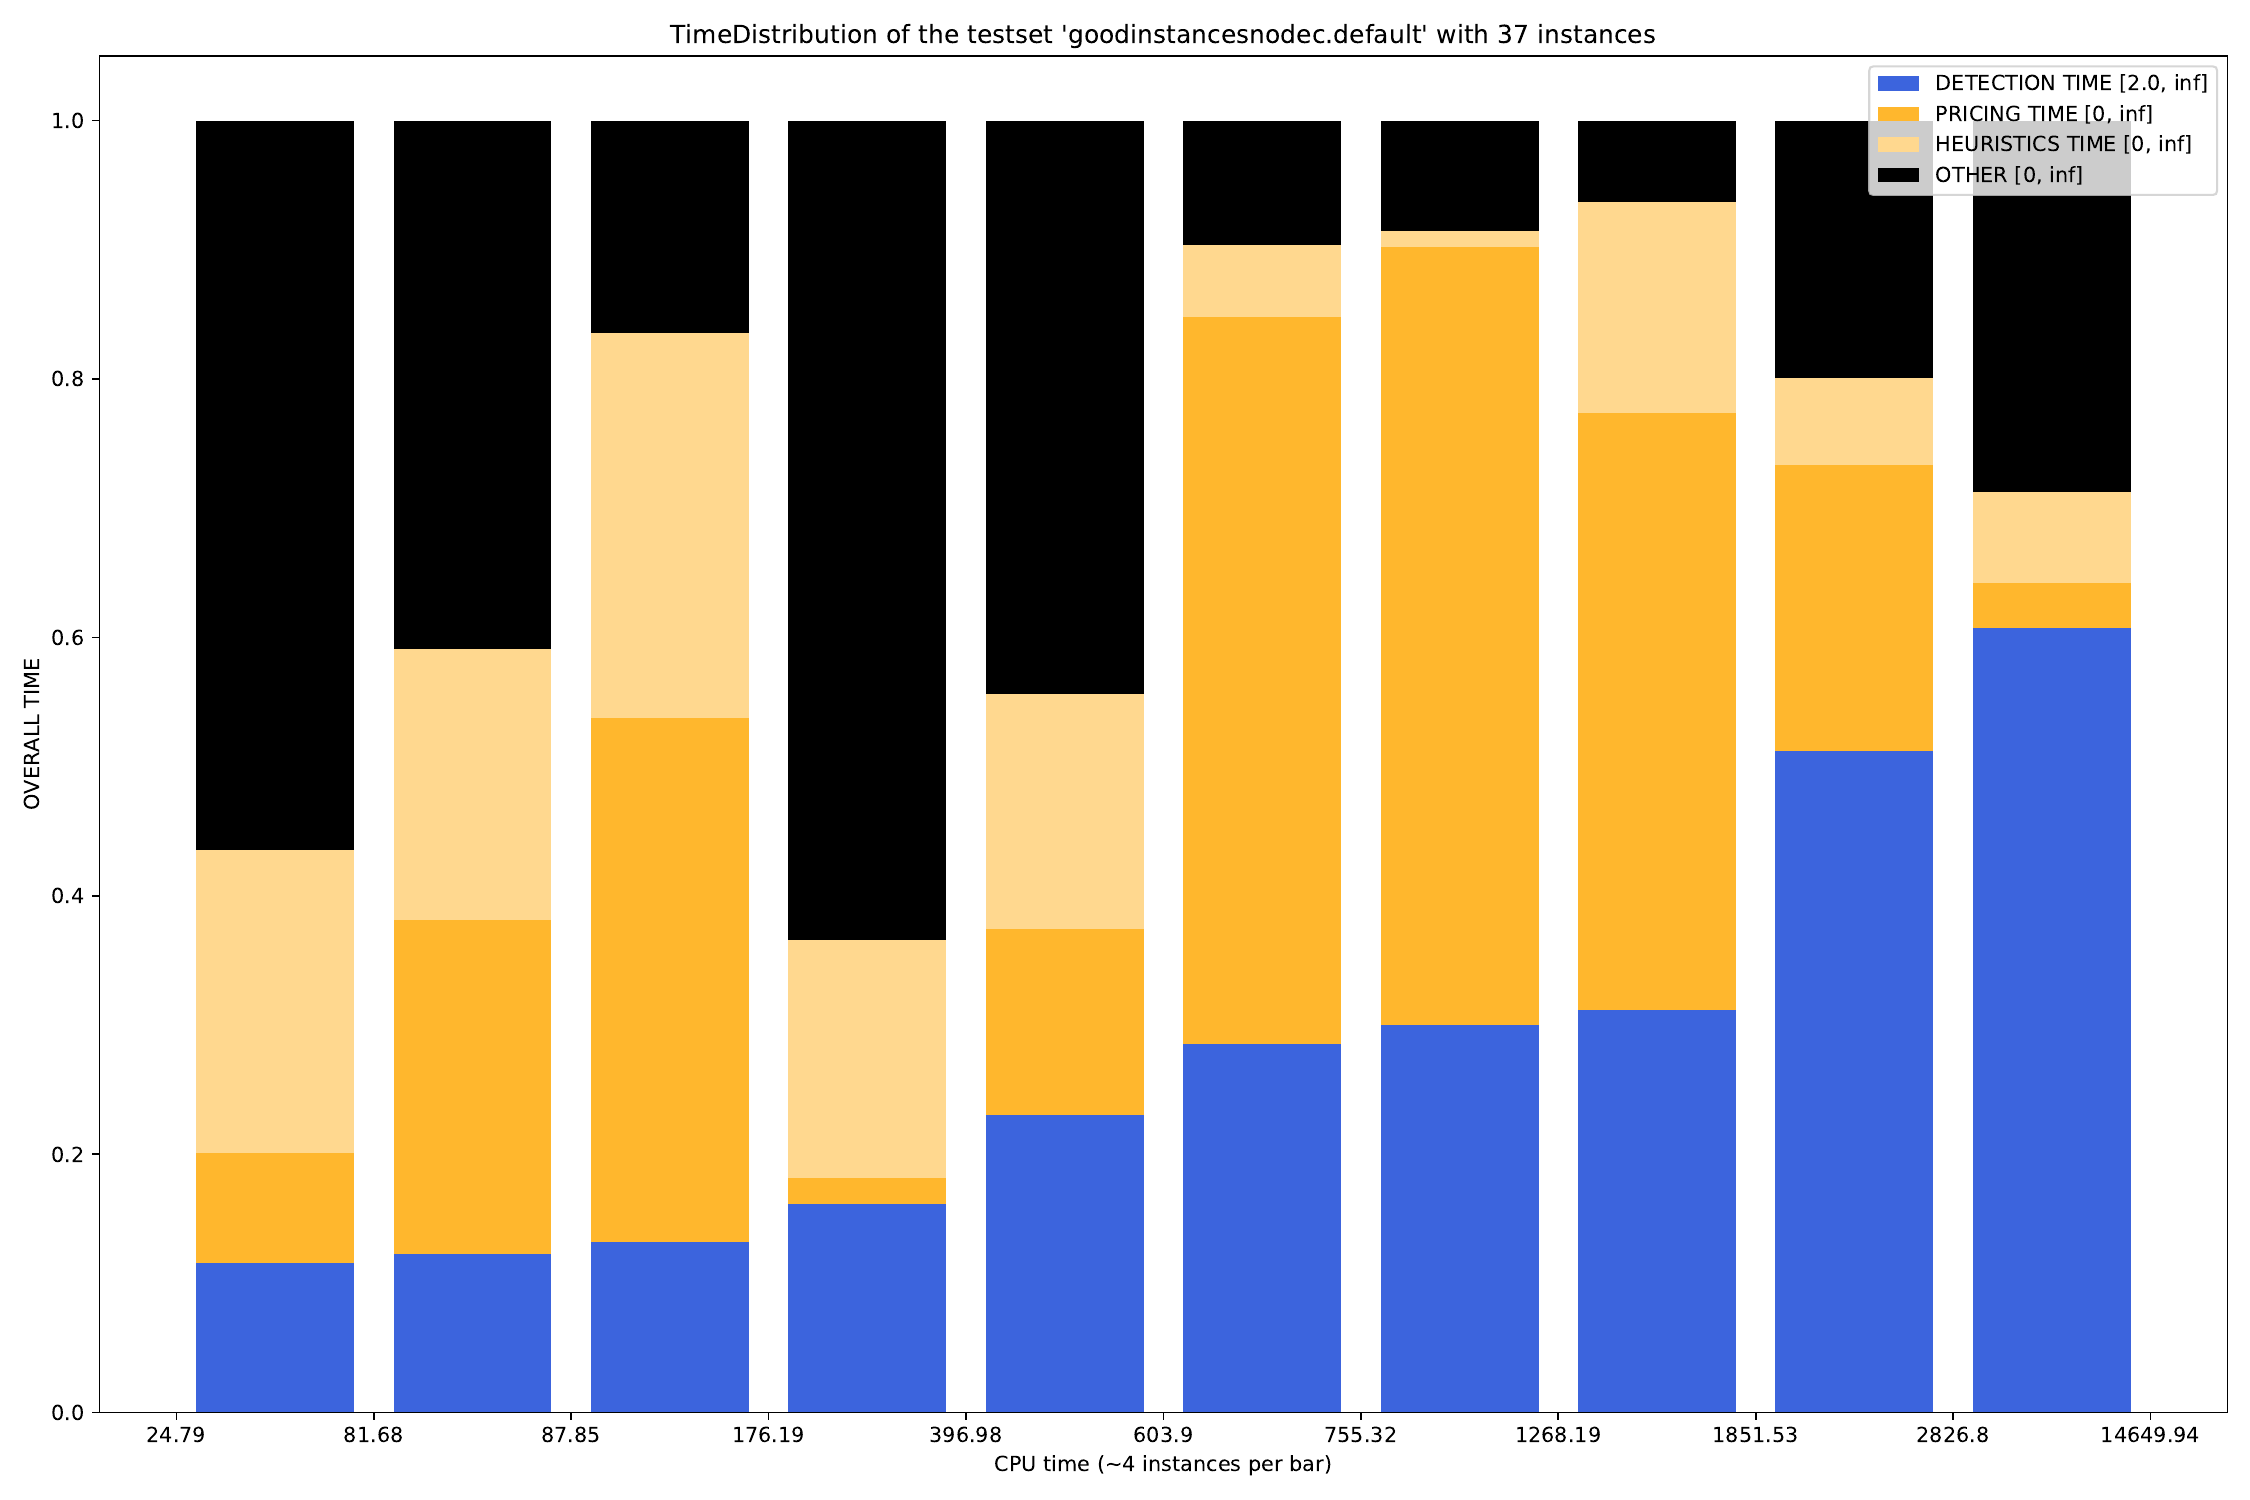 TimeDistribution of the testset 'goodinstancesnodec.default' with 37 instances
DETECTION TIME [2.0, inf]
PRICING TIME [0, inf]
HEURISTICS TIME [0, inf]
OTHER [0, inf]
OVERALL TIME
1.0
0.8
0.6
0.4
0.2
0.0
24.79 81.68 87.85 176.19 396.98 603.9 755.32 1268.19 1851.53 2826.8 14649.94
CPU time (~4 instances per bar)